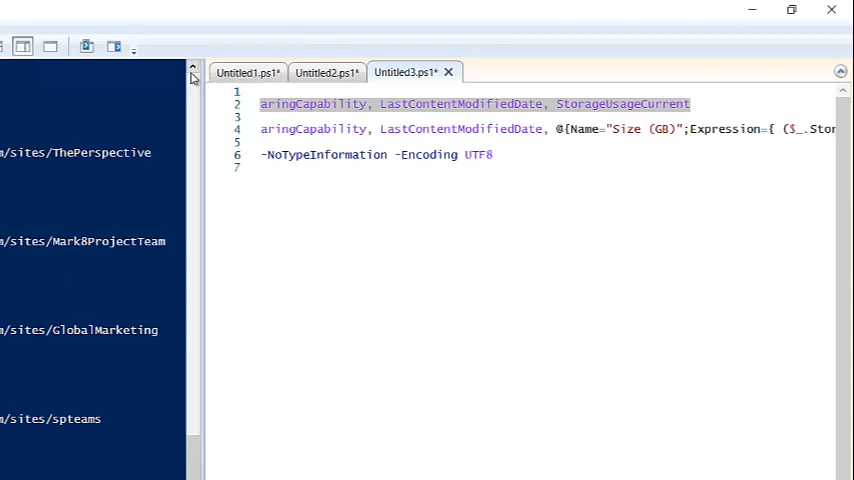 Untitled1.ps1* Untitled2.ps1* Untitled3.ps1*
m/sites/ThePerspective
m/sites/Mark8ProjectTeam
m/sites/GlobalMarketing
m/sites/spteams
1
2 aringCapability, LastContentModifiedDate, StorageUsageCurrent
3
4 aringCapability, LastContentModifiedDate, @{Name="Size (GB)";Expression={ ($_.Stor
5
6 -NoTypeInformation -Encoding UTF8
7